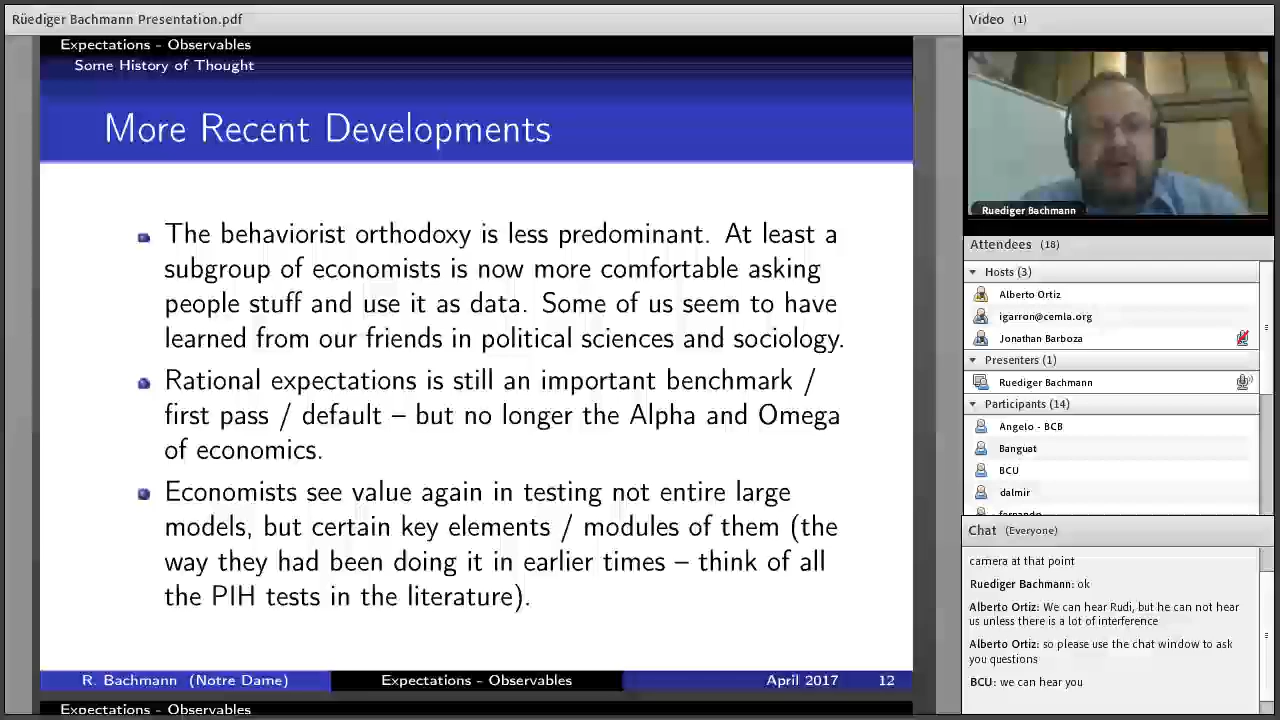 Rüediger Bachmann Presentation.pdf
Expectations - Observables
Some History of Thought
More Recent Developments
The behaviorist orthodoxy is less predominant. At least a
subgroup of economists is now more comfortable asking
people stuff and use it as data. Some of us seem to have
learned from our friends in political sciences and sociology.
Rational expectations is still an important benchmark /
first pass / default – but no longer the Alpha and Omega
of economics.
Economists see value again in testing not entire large
models, but certain key elements / modules of them (the
way they had been doing it in earlier times – think of all
the PIH tests in the literature).
R. Bachmann (Notre Dame) Expectations - Observables April 2017 12
Expectations - Observables
Video (1)
Ruediger Bachmann
Attendees (18)
Hosts (3)
Alberto Ortiz
igarron@cemla.org
Jonathan Barboza
Presenters (1)
Ruediger Bachmann
Participants (14)
Angelo - BCB
Banguat
BCU
dalmir
Chat (Everyone)
camera at that point
Ruediger Bachmann: ok
Alberto Ortiz: We can hear Rudi, but he can not hear
us unless there is a lot of interference
Alberto Ortiz: so please use the chat window to ask
you questions
BCU: we can hear you